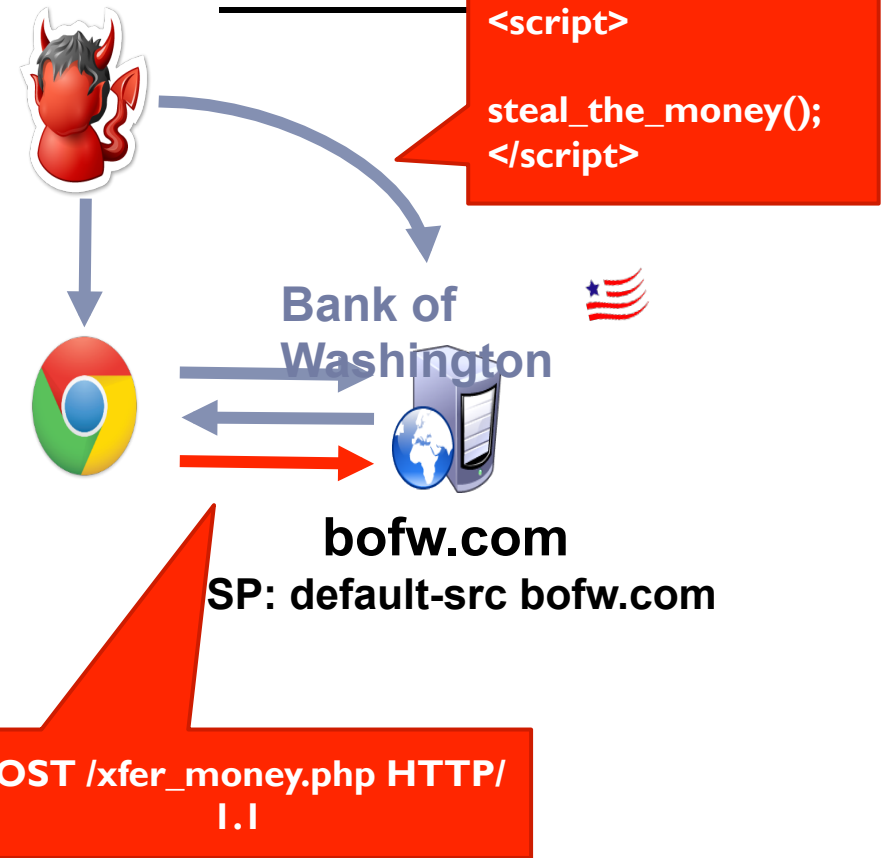 <script>
steal_the_money();
</script>
Bank of
Washington
bofw.com
SP: default-src bofw.com
OST /xfer_money.php HTTP/
1.1